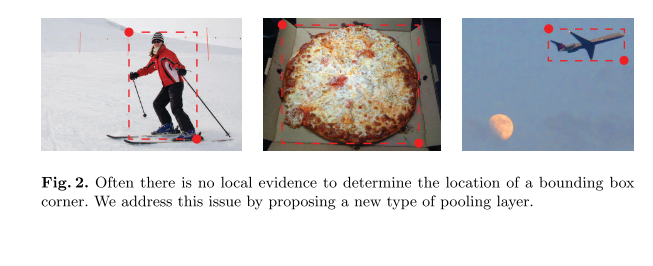 Fig. 2. Often there is no local evidence to determine the location of a bounding box
corner. We address this issue by proposing a new type of pooling layer.